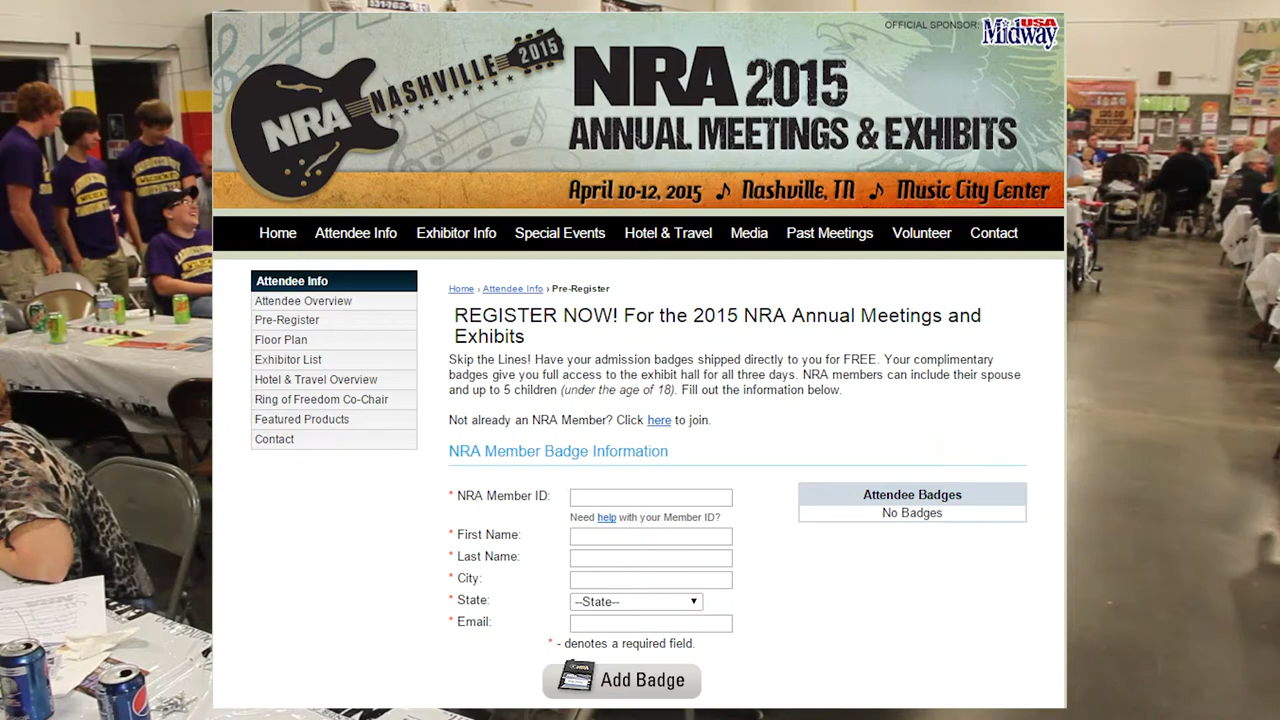 OFFICIAL SPONSOR:
MidwayUSA
NRA
NASHVILLE 2015
NRA 2015
ANNUAL MEETINGS & EXHIBITS
April 10-12, 2015 ♪ Nashville, TN ♪ Music City Center
Home Attendee Info Exhibitor Info Special Events Hotel & Travel Media Past Meetings Volunteer Contact
Attendee Info
Attendee Overview
Pre-Register
Floor Plan
Exhibitor List
Hotel & Travel Overview
Ring of Freedom Co-Chair
Featured Products
Contact
Home › Attendee Info › Pre-Register
REGISTER NOW! For the 2015 NRA Annual Meetings and
Exhibits
Skip the Lines! Have your admission badges shipped directly to you for FREE. Your complimentary
badges give you full access to the exhibit hall for all three days. NRA members can include their spouse
and up to 5 children (under the age of 18). Fill out the information below.
Not already an NRA Member? Click here to join.
NRA Member Badge Information
* NRA Member ID:
Need help with your Member ID?
* First Name:
* Last Name:
* City:
* State: --State--
* Email:
* - denotes a required field.
Add Badge
Attendee Badges
No Badges
NRA